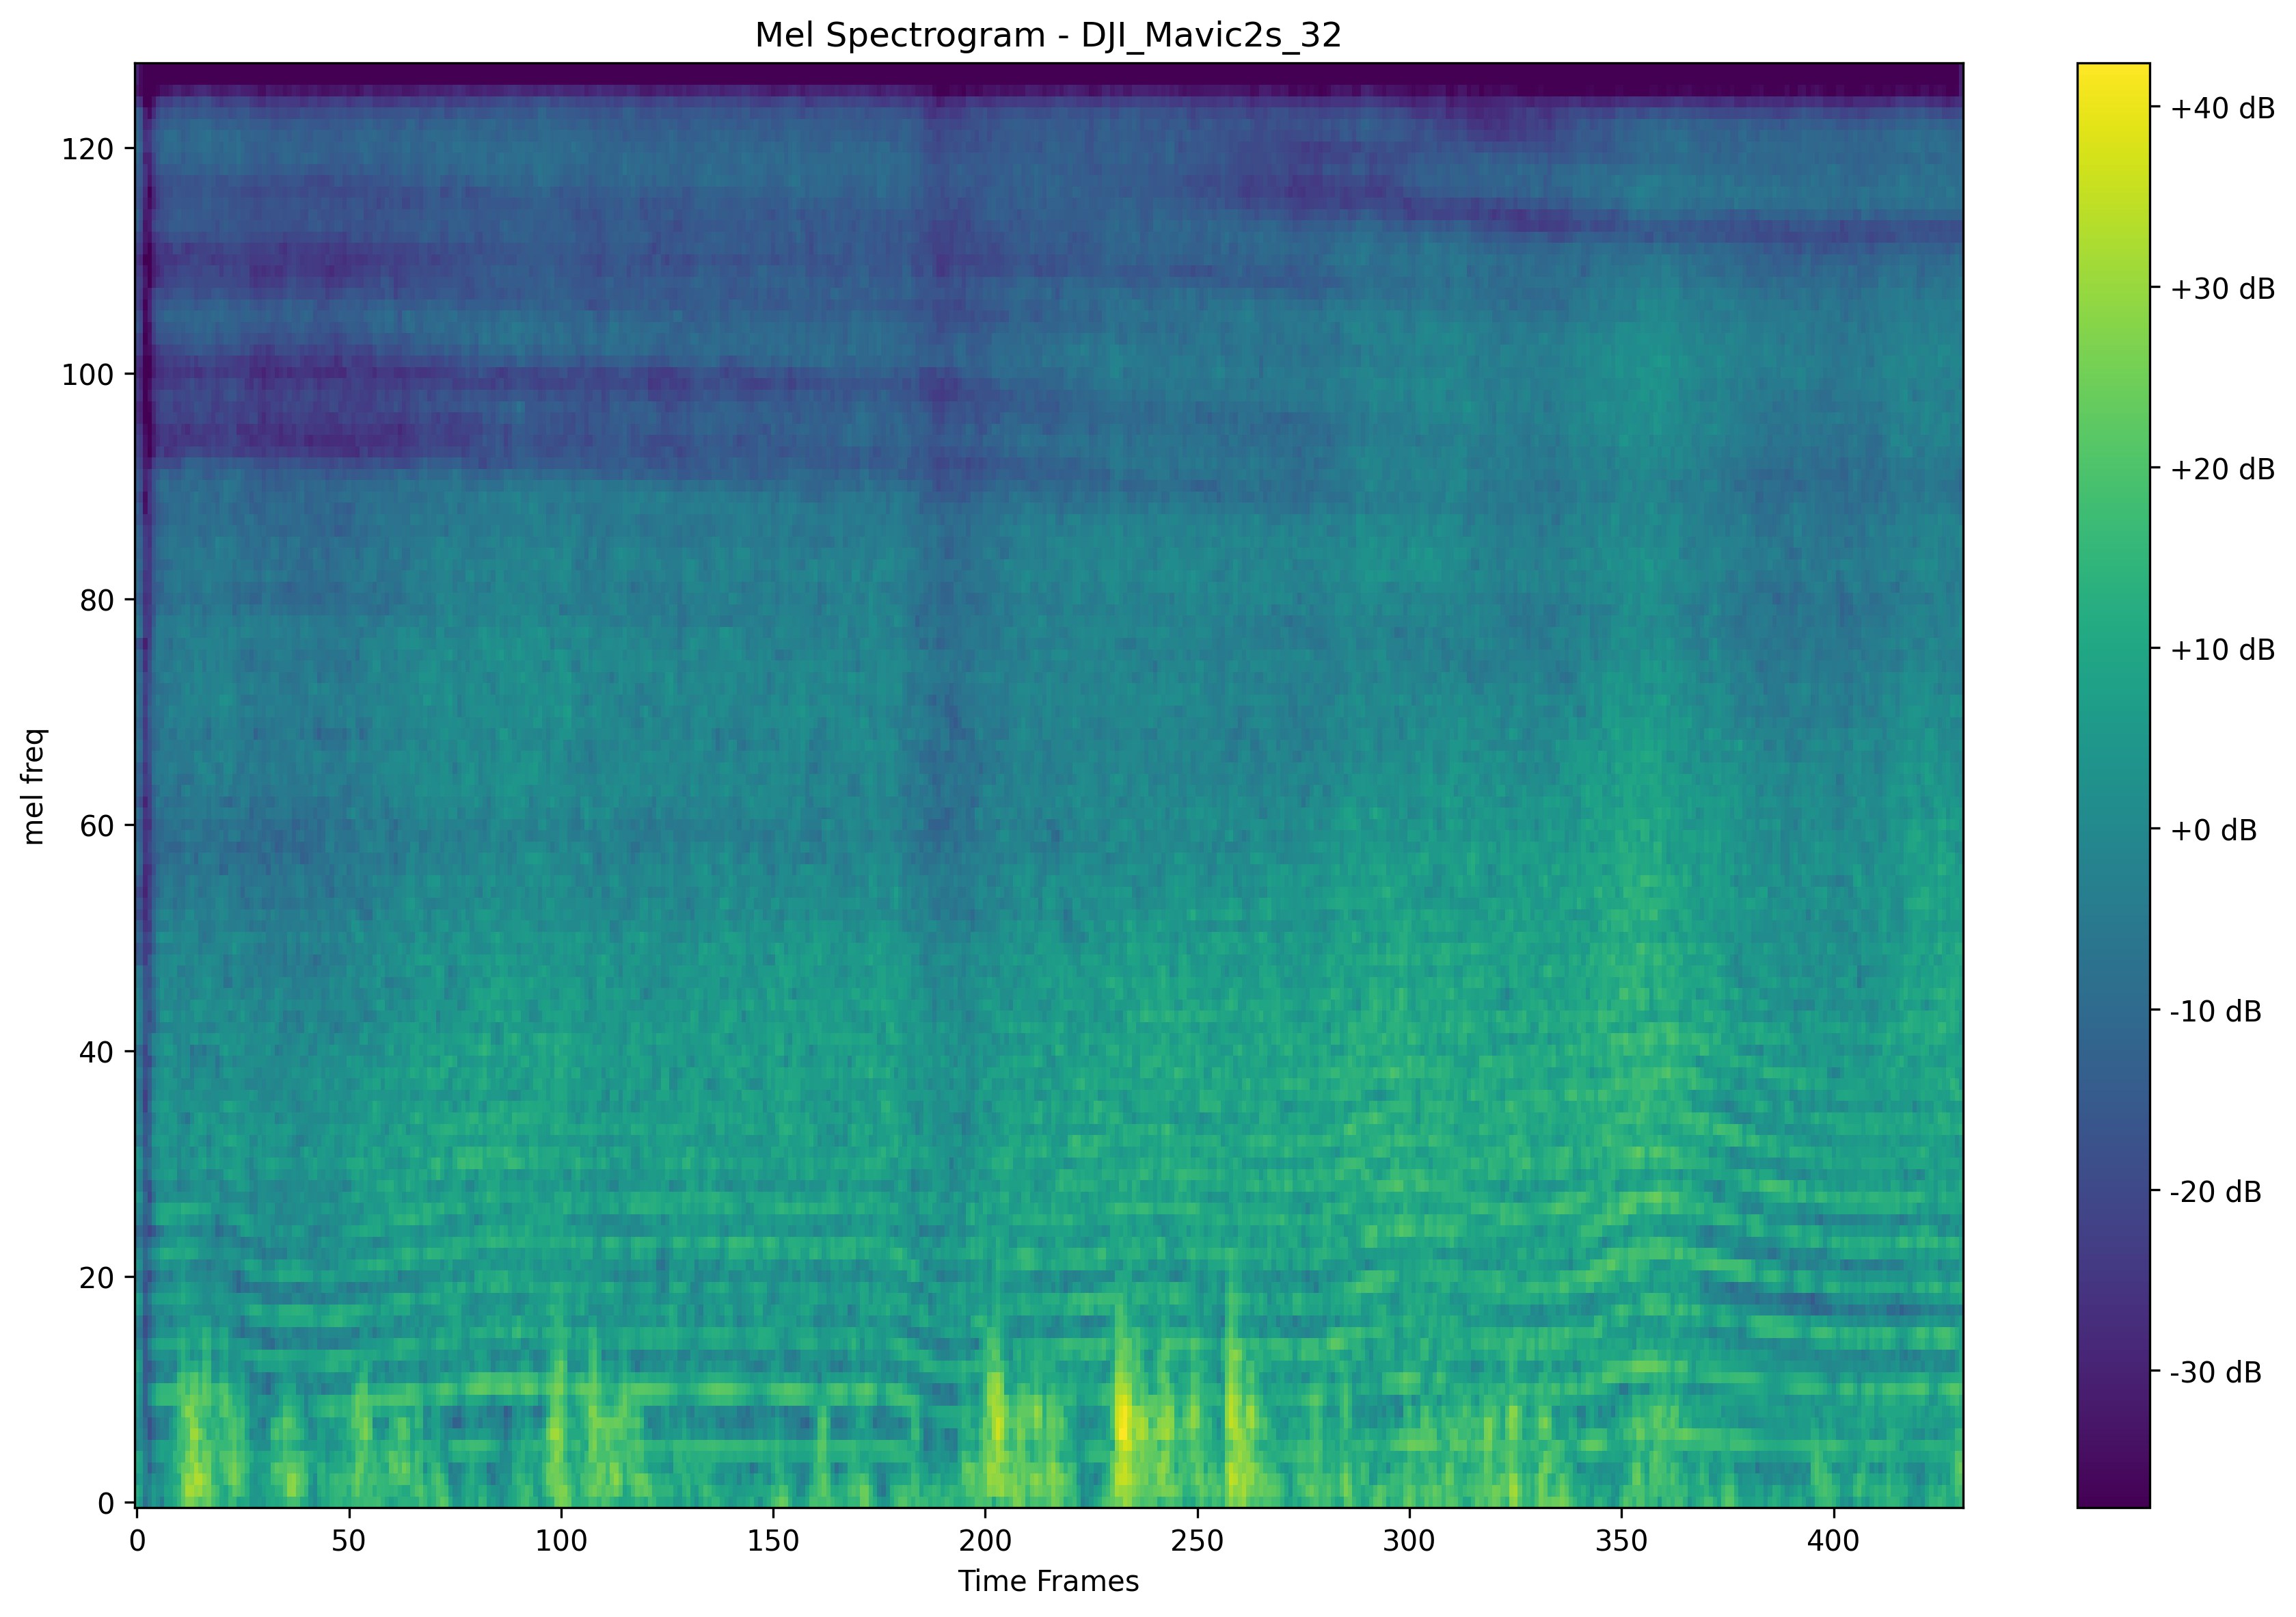 Mel Spectrogram - DJI_Mavic2s_32
mel freq
120
100
80
60
40
20
0
0 50 100 150 200 250 300 350 400
Time Frames
+40 dB
+30 dB
+20 dB
+10 dB
+0 dB
-10 dB
-20 dB
-30 dB